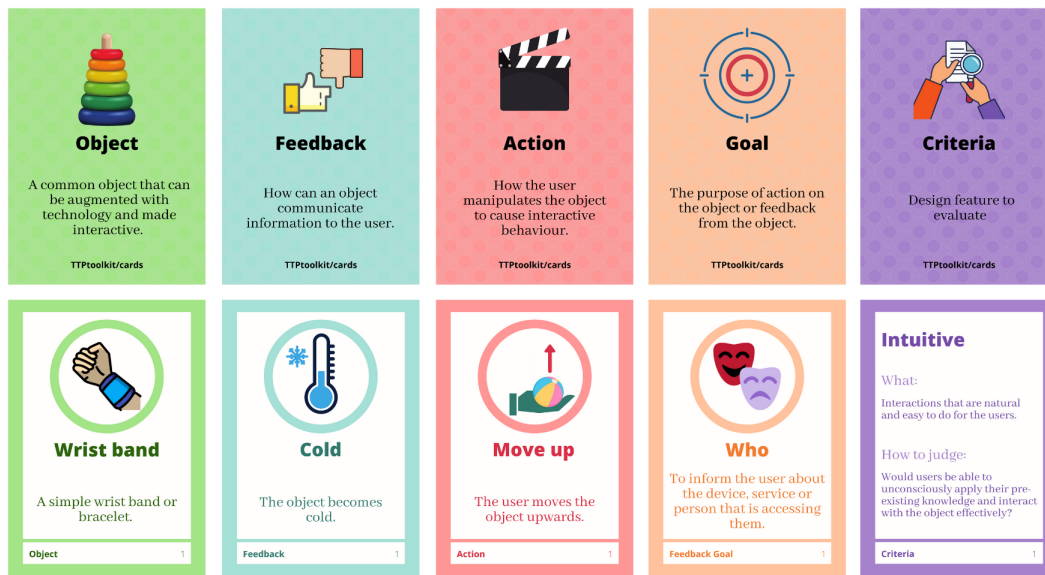 Object
A common object that can
be augmented with
technology and made
interactive.
TTPtoolkit/cards
Feedback
How can an object
communicate
information to the user.
TTPtoolkit/cards
Action
How the user
manipulates the object
to cause interactive
behaviour.
TTPtoolkit/cards
Goal
The purpose of action on
the object or feedback
from the object.
TTPtoolkit/cards
Criteria
Design feature to
evaluate
TTPtoolkit/cards
Wrist band
A simple wrist band or
bracelet.
Object 1
Cold
The object becomes
cold.
Feedback 1
Move up
The user moves the
object upwards.
Action 1
Who
To inform the user about
the device, service or
person that is accessing
them.
Feedback Goal 1
Intuitive
What:
Interactions that are natural
and easy to do for the users.
How to judge:
Would users be able to
unconsciously apply their pre-
existing knowledge and interact
with the object effectively?
Criteria 1